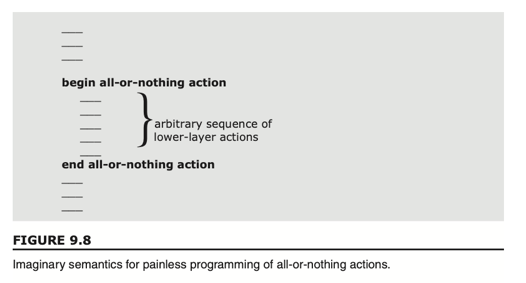 begin all-or-nothing action
arbitrary sequence of
lower-layer actions
end all-or-nothing action
FIGURE 9.8
Imaginary semantics for painless programming of all-or-nothing actions.